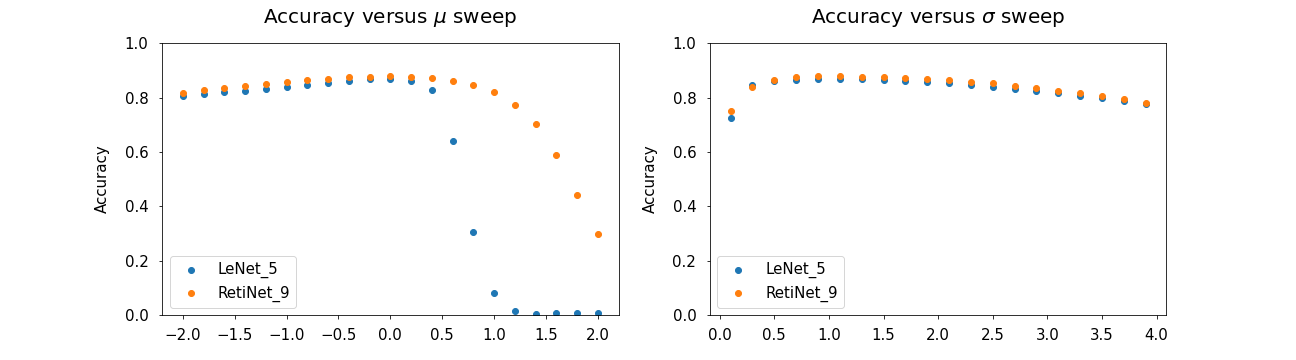 Accuracy versus μ sweep
Accuracy
1.0
0.8
0.6
0.4
0.2
0.0
LeNet_5
RetiNet_9
−2.0 −1.5 −1.0 −0.5 0.0 0.5 1.0 1.5 2.0
Accuracy versus σ sweep
Accuracy
1.0
0.8
0.6
0.4
0.2
0.0
LeNet_5
RetiNet_9
0.0 0.5 1.0 1.5 2.0 2.5 3.0 3.5 4.0